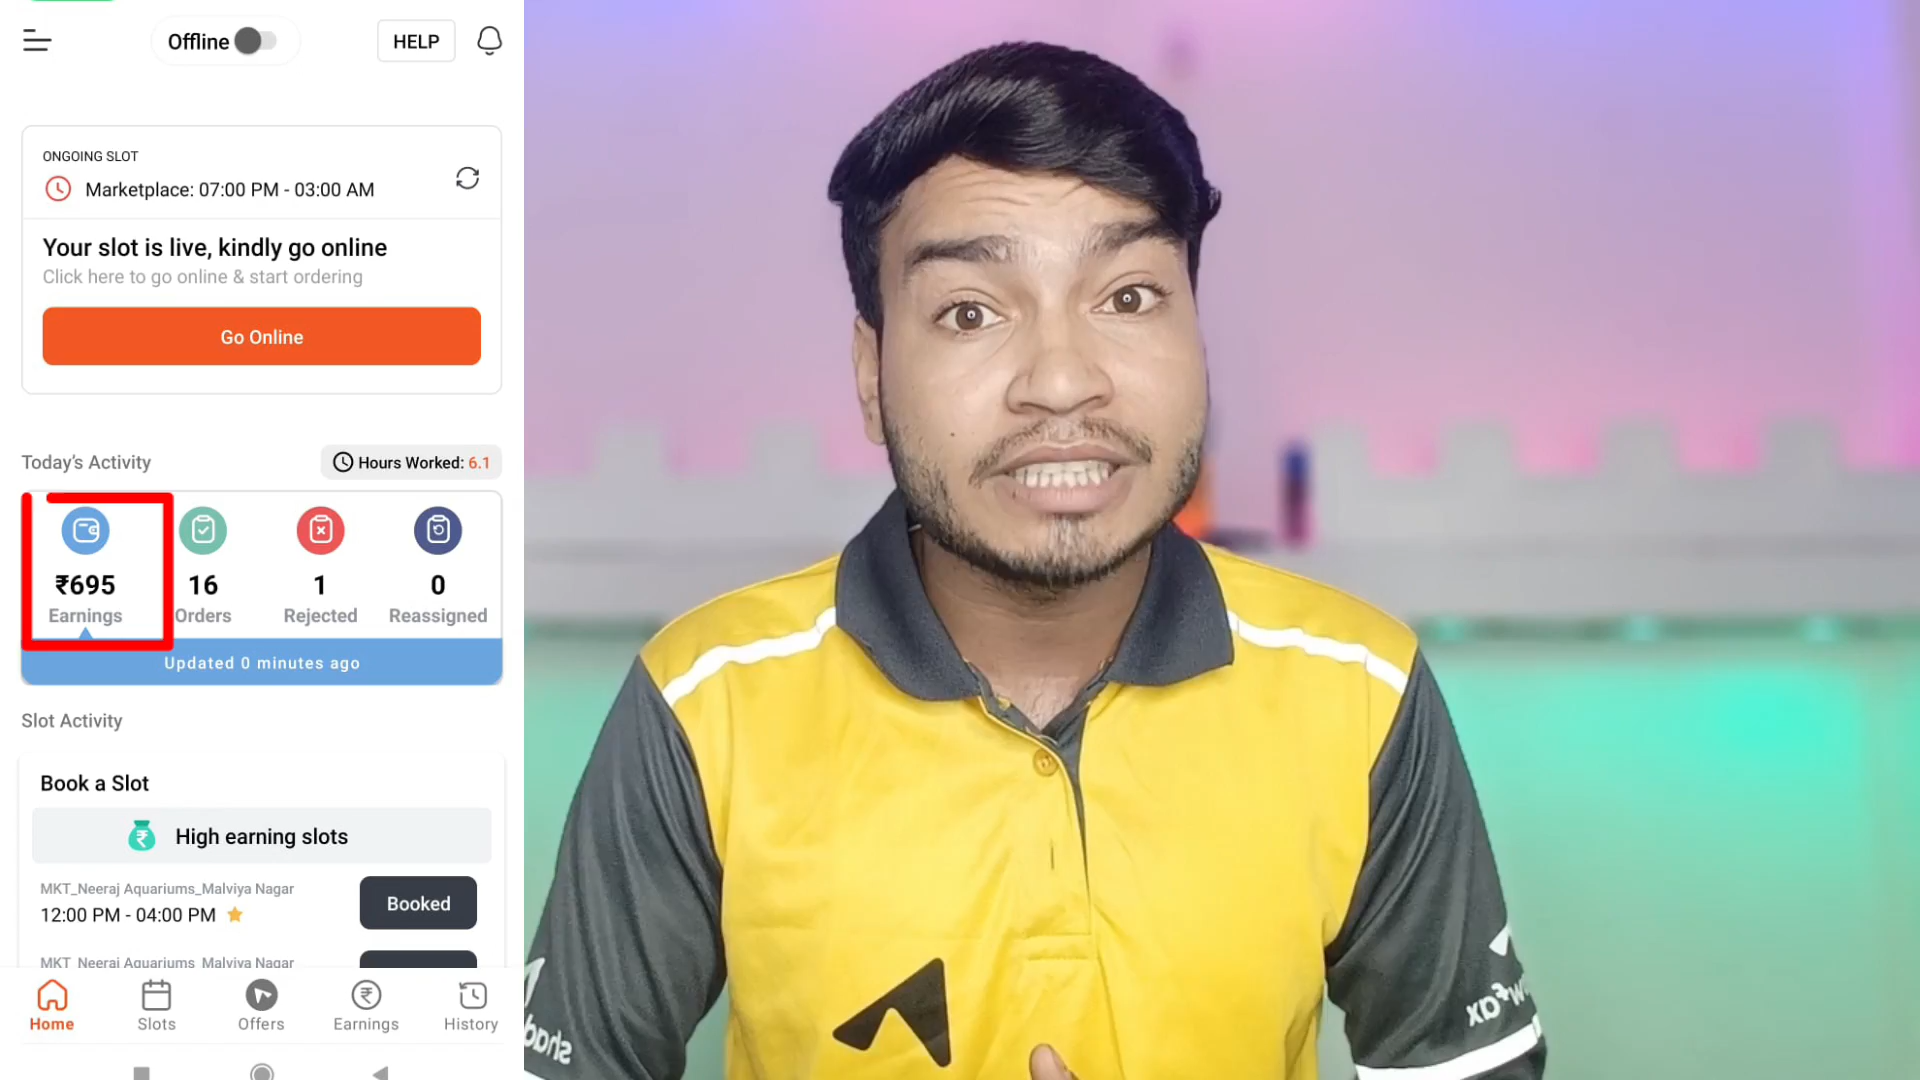 Offline
HELP
ONGOING SLOT
Marketplace: 07:00 PM - 03:00 AM
Your slot is live, kindly go online
Click here to go online & start ordering
Go Online
Today's Activity
Hours Worked: 6.1
₹695
16
1
0
Earnings
Orders
Rejected
Reassigned
Updated 0 minutes ago
Slot Activity
Book a Slot
High earning slots
MKT_Neeraj Aquariums_Malviya Nagar
12:00 PM - 04:00 PM
Booked
MKT_Neeraj Aquariums_Malviya Nagar
Home
Slots
Offers
Earnings
History